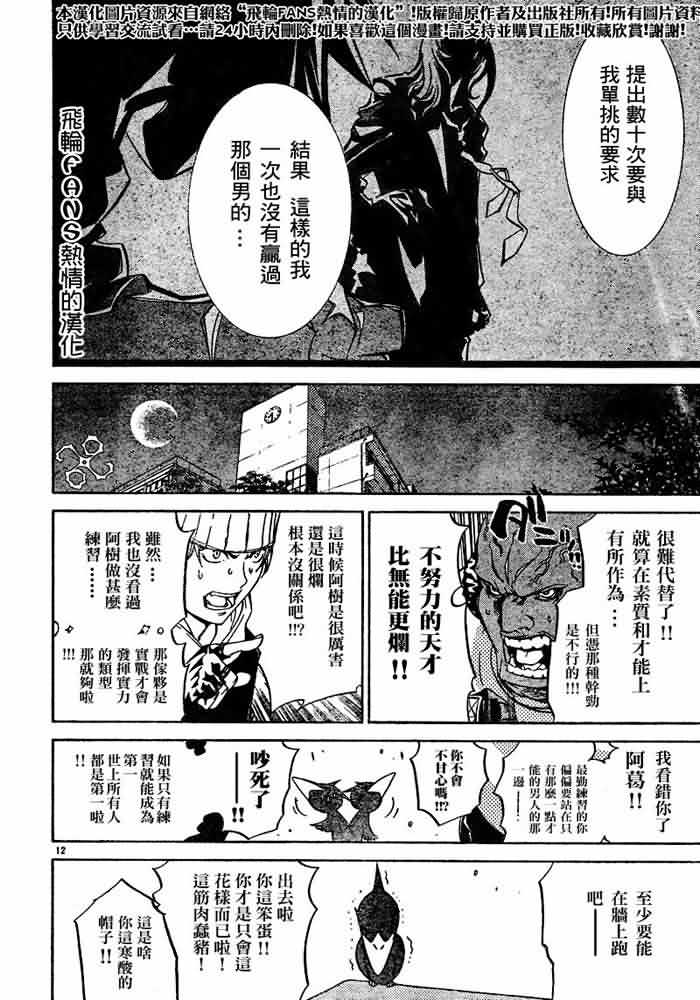 本漢化圖片資源來自網絡“飛輪FANS熱情的漢化”!版權歸原作者及出版社所有!所有圖片資料
只供學習交流試看…請24小時內刪除!如果喜歡這個漫畫!請支持並購買正版!收藏欣賞!謝謝!
提出數十次要與
我單挑的要求
結果 這樣的我
一次也沒有贏過
那個男的…
飛輪FANS熱情的漢化
很難代替了!!
就算在素質和才能上
有所作為…
但憑那種幹勁
是不行的!!!
不努力的天才
比無能更爛!!
這時候阿樹是很厲害
還是很爛
根本沒關係吧!!?
雖然…
我也沒看過
阿樹做甚麼
練習……
那傢夥是
實戰才會
發揮實力
的類型
那就夠啦
!!!
我看錯你了
阿葛!!
最勤練習的你
偏偏要站在只
有那麼一點才
能的男人的那
一邊——
你不會
不甘心嗎!!?
吵死了
——
如果只有練
習就能成為
第一
世上所有人
都是第一啦
12
至少要能
在牆上跑
吧——
出去啦
你這笨蛋!!
你才是只會這
花樣而已啦!
這筋肉蠢豬!
這是啥
你這寒酸的
帽子!!